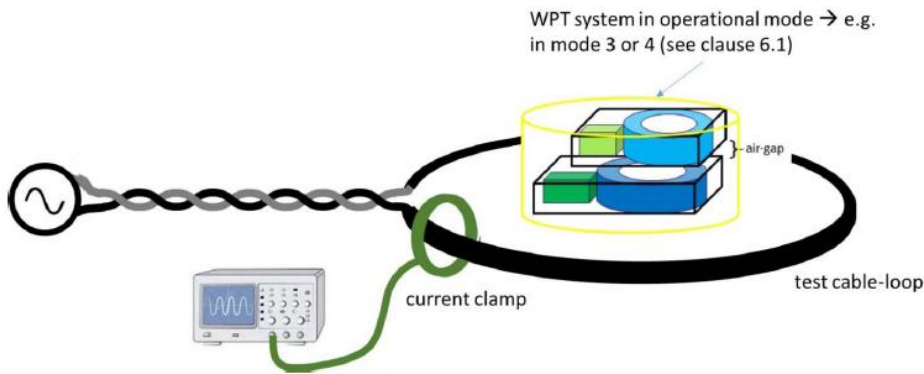 WPT system in operational mode → e.g.
in mode 3 or 4 (see clause 6.1)
air-gap
current clamp
test cable-loop